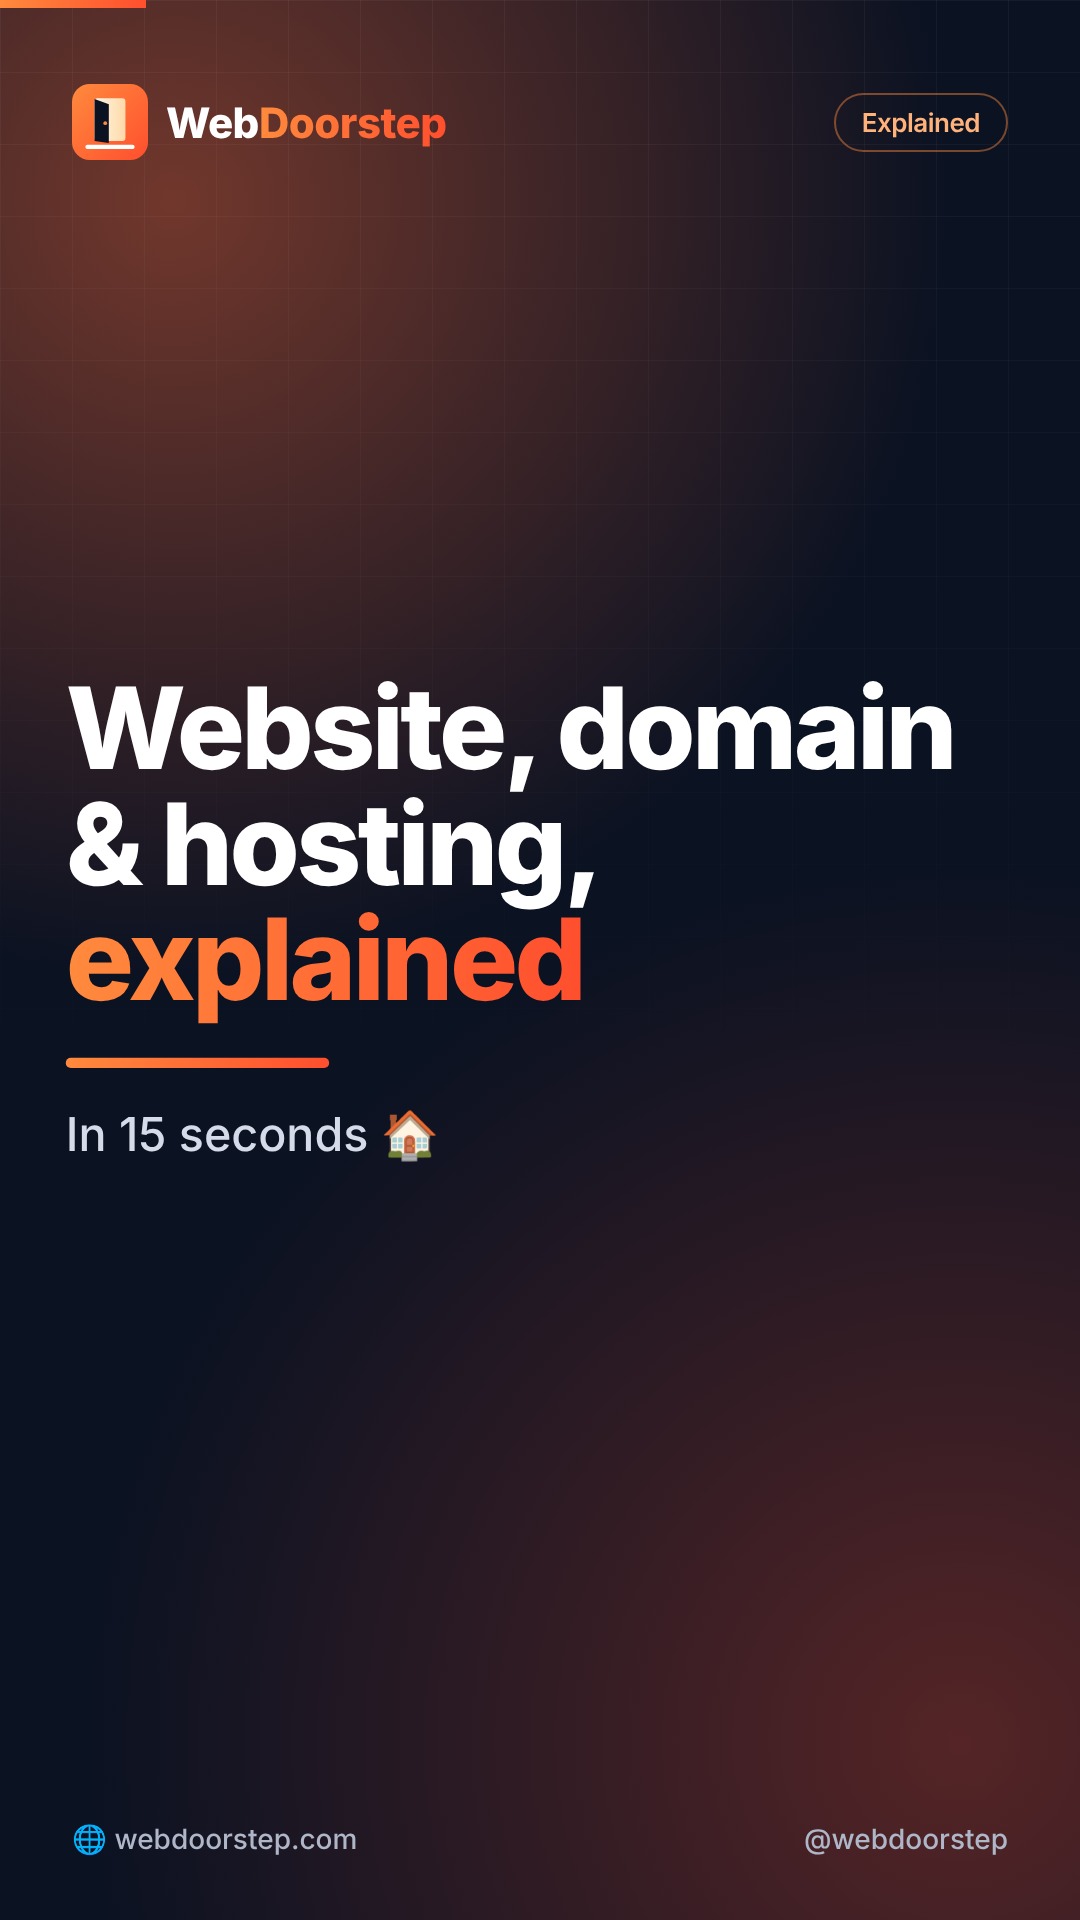 WebDoorstep
Explained
Website, domain
& hosting,
explained
In 15 seconds 🏠
🌐 webdoorstep.com
@webdoorstep